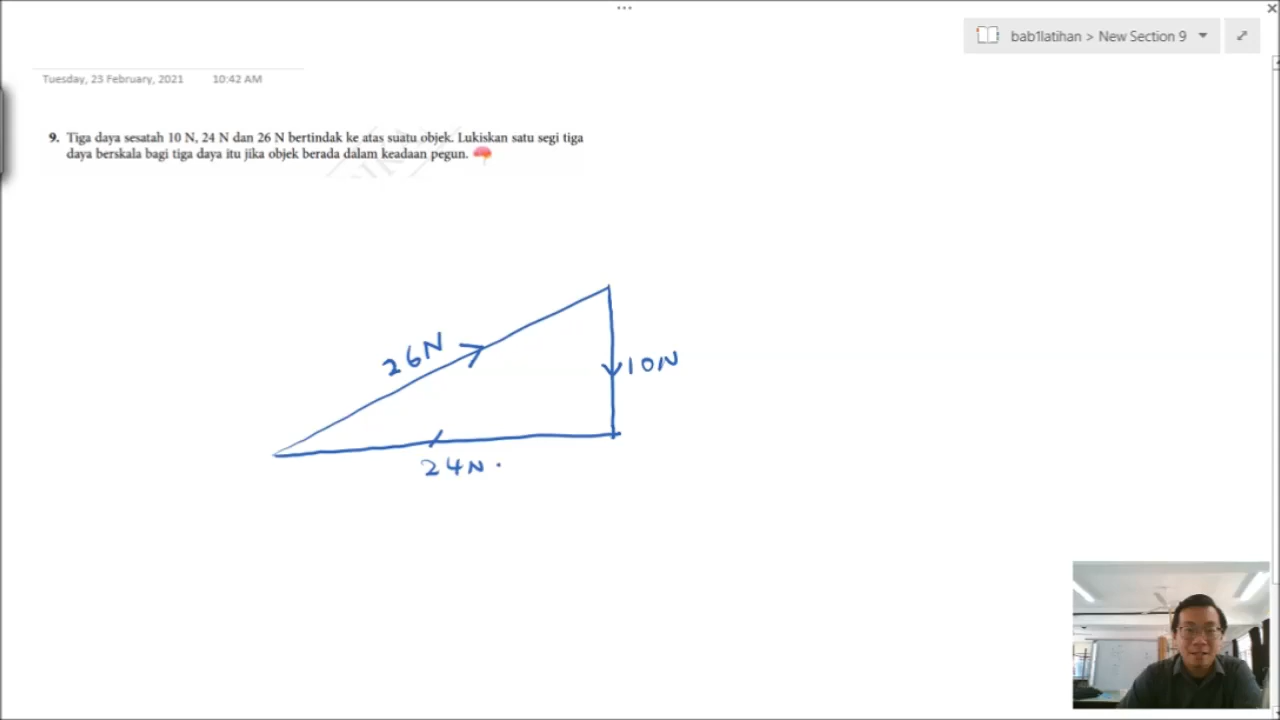 bab1latihan > New Section 9
Tuesday, 23 February, 2021 10:42 AM
9. Tiga daya sesatah 10 N, 24 N dan 26 N bertindak ke atas suatu objek. Lukiskan satu segi tiga
daya berskala bagi tiga daya itu jika objek berada dalam keadaan pegun.
26N
10N
24N